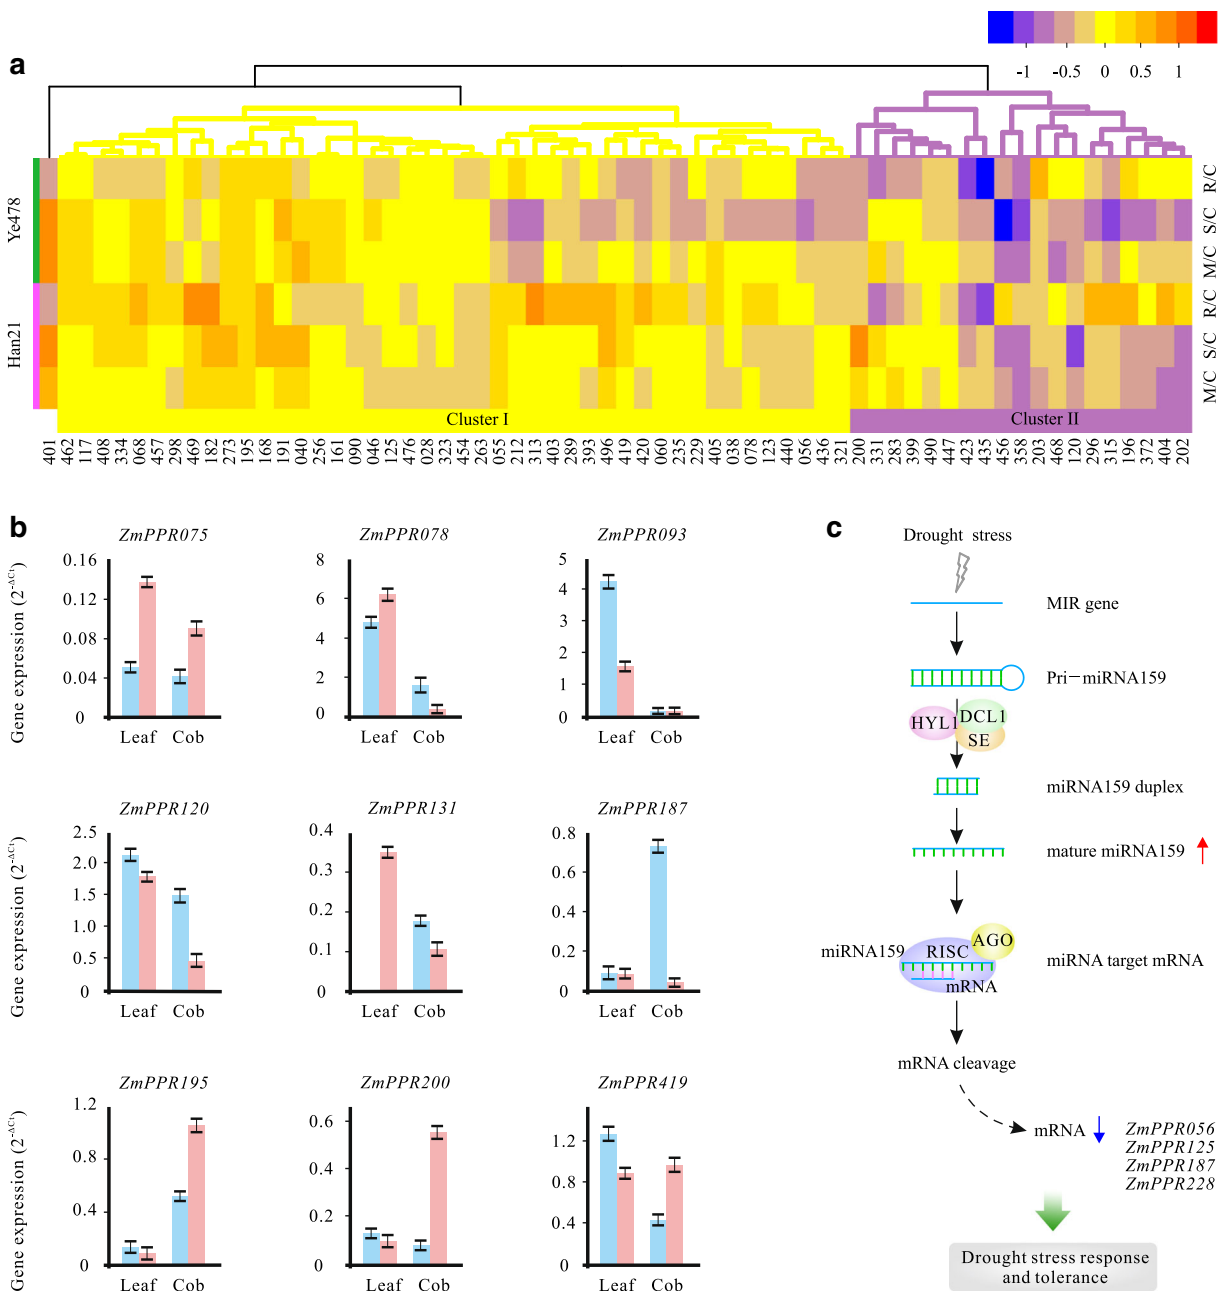 a
-1 -0.5 0 0.5 1
Ye478
Han21
R/C
S/C
M/C
R/C
S/C
M/C
Cluster I
Cluster II
401 462 117 408 334 068 457 298 469 182 273 195 168 191 040 256 161 090 046 125 476 028 323 454 263 055 212 313 403 289 393 496 419 420 060 235 229 405 038 078 123 440 056 436 321 200 331 283 399 490 447 423 435 456 358 203 468 120 296 315 196 372 404 202
b
ZmPPR075
Gene expression (2^-ΔCt)
0.16
0.12
0.08
0.04
0
Leaf Cob
ZmPPR078
8
6
4
2
0
Leaf Cob
ZmPPR093
5
4
3
2
1
0
Leaf Cob
ZmPPR120
Gene expression (2^-ΔCt)
2.5
2.0
1.5
1.0
0.5
0
Leaf Cob
ZmPPR131
0.4
0.3
0.2
0.1
0
Leaf Cob
ZmPPR187
0.8
0.6
0.4
0.2
0
Leaf Cob
ZmPPR195
Gene expression (2^-ΔCt)
1.2
0.8
0.4
0
Leaf Cob
ZmPPR200
0.6
0.4
0.2
0
Leaf Cob
ZmPPR419
1.2
0.8
0.4
0
Leaf Cob
c
Drought stress
MIR gene
Pri−miRNA159
HYL1 DCL1
SE
miRNA159 duplex
mature miRNA159
miRNA159 RISC AGO
mRNA
miRNA target mRNA
mRNA cleavage
mRNA
ZmPPR056
ZmPPR125
ZmPPR187
ZmPPR228
Drought stress response
and tolerance